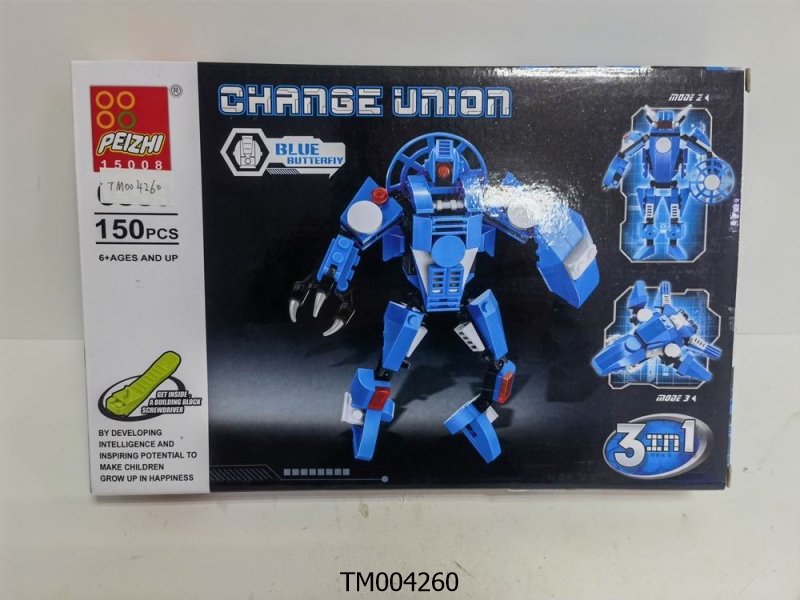 CHANGE UNION
®
PEIZHI
15008
TM004260
150PCS
6+AGES AND UP
BLUE
BUTTERFLY
MODE 2
MODE 3
3in1
GET INSIDE
A BUILDING BLOCK
SCREWDRIVER
BY DEVELOPING
INTELLIGENCE AND
INSPIRING POTENTIAL TO
MAKE CHILDREN
GROW UP IN HAPPINESS
TM004260